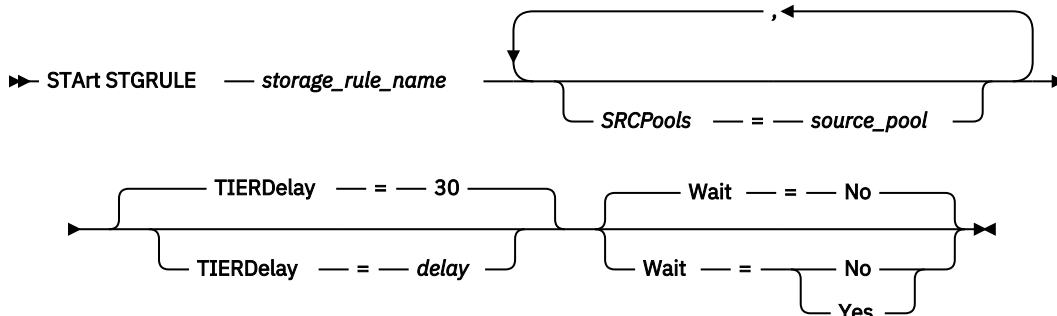 ,
STArt STGRULE — storage_rule_name
SRCPools — = — source_pool
TIERDelay — = — 30 Wait — = — No
TIERDelay — = — delay Wait — = No
Yes